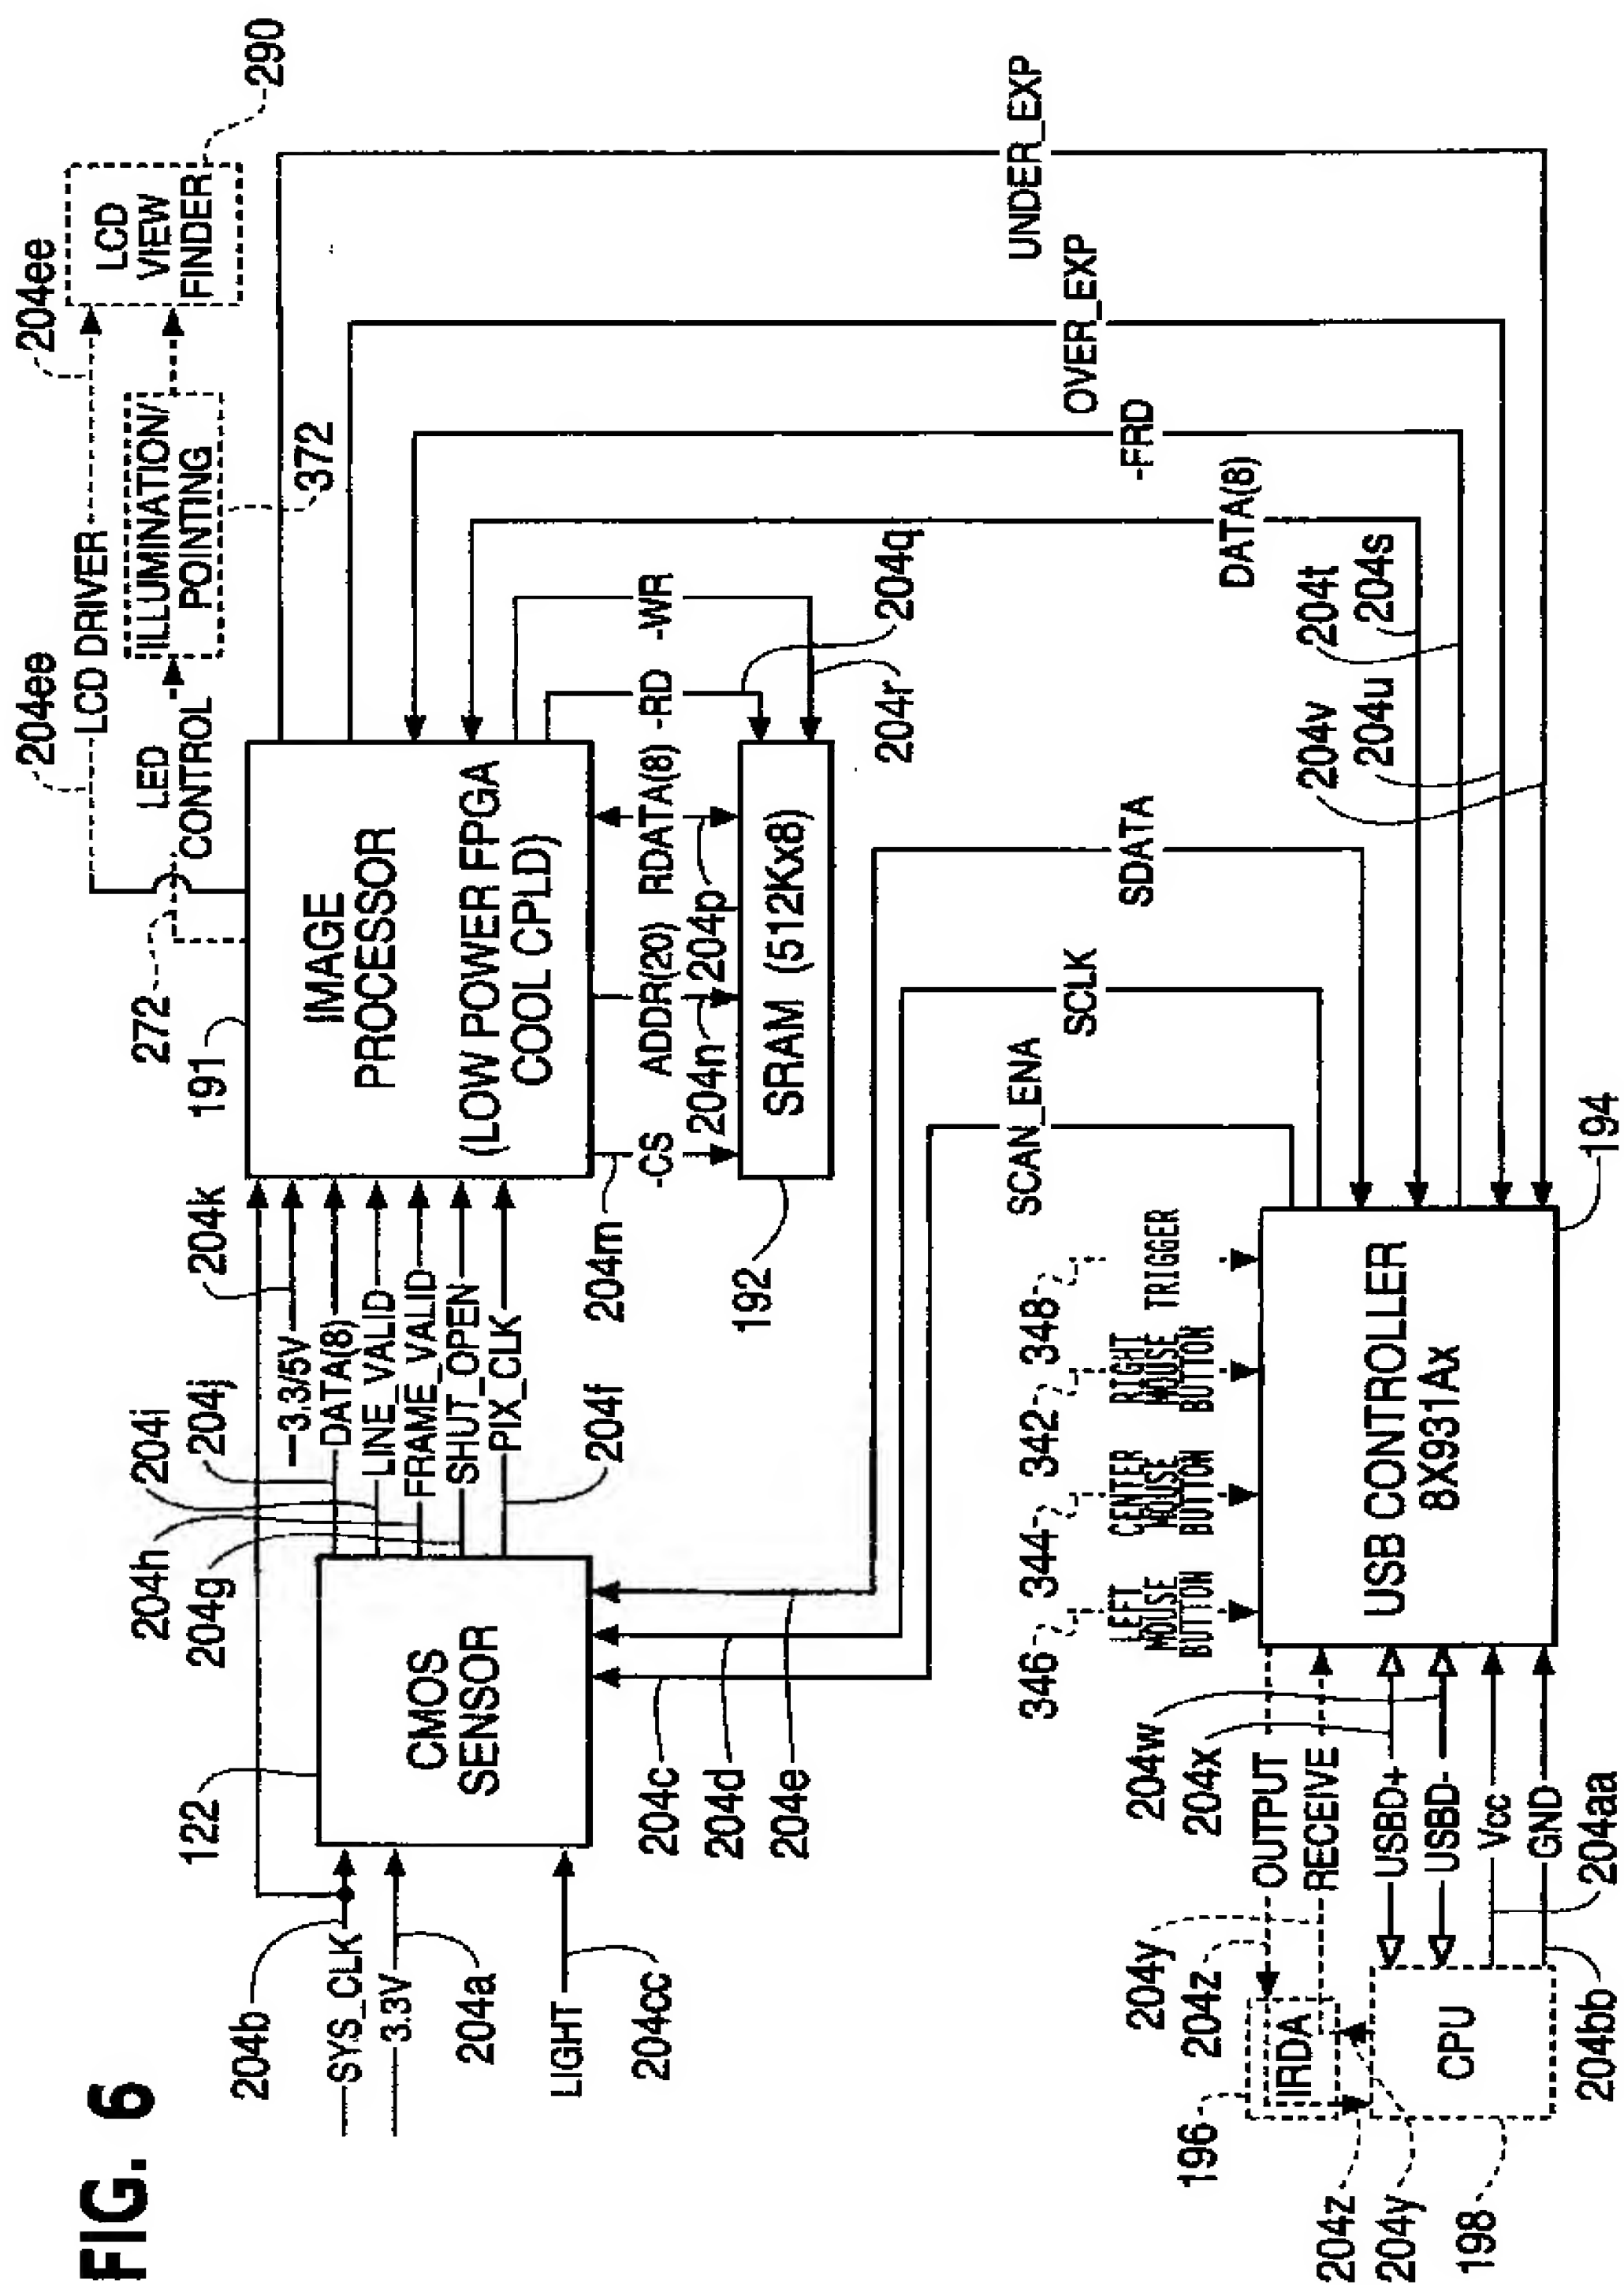 FIG. 6
204b
SYS_CLK
3.3V
204a
LIGHT
204cc
122
CMOS
SENSOR
204c
204d
204e
204g
204h
204i
204j
204k
3.3/5V
DATA(8)
LINE_VALID
FRAME_VALID
SHUT_OPEN
PIX_CLK
204f
191
272
IMAGE
PROCESSOR
(LOW POWER FPGA
COOL CPLD)
204ee
LCD DRIVER
204ee
LED
CONTROL
ILLUMINATION/
POINTING
372
LCD
VIEW
FINDER
290
204m
-CS
ADDR(20)
RDATA(8)
-RD
-WR
204n
204p
204q
204r
192
SRAM (512Kx8)
SCAN_ENA
SCLK
SDATA
DATA(8)
-FRD
OVER_EXP
UNDER_EXP
204v
204u
204t
204s
346
344
342
348
LEFT
MOUSE
BUTTON
CENTER
MOUSE
BUTTON
RIGHT
MOUSE
BUTTON
TRIGGER
194
USB CONTROLLER
8X931Ax
204w
204x
OUTPUT
RECEIVE
USBD+
USBD-
Vcc
GND
204y
204z
204aa
204bb
196
IRDA
CPU
204z
204y
198